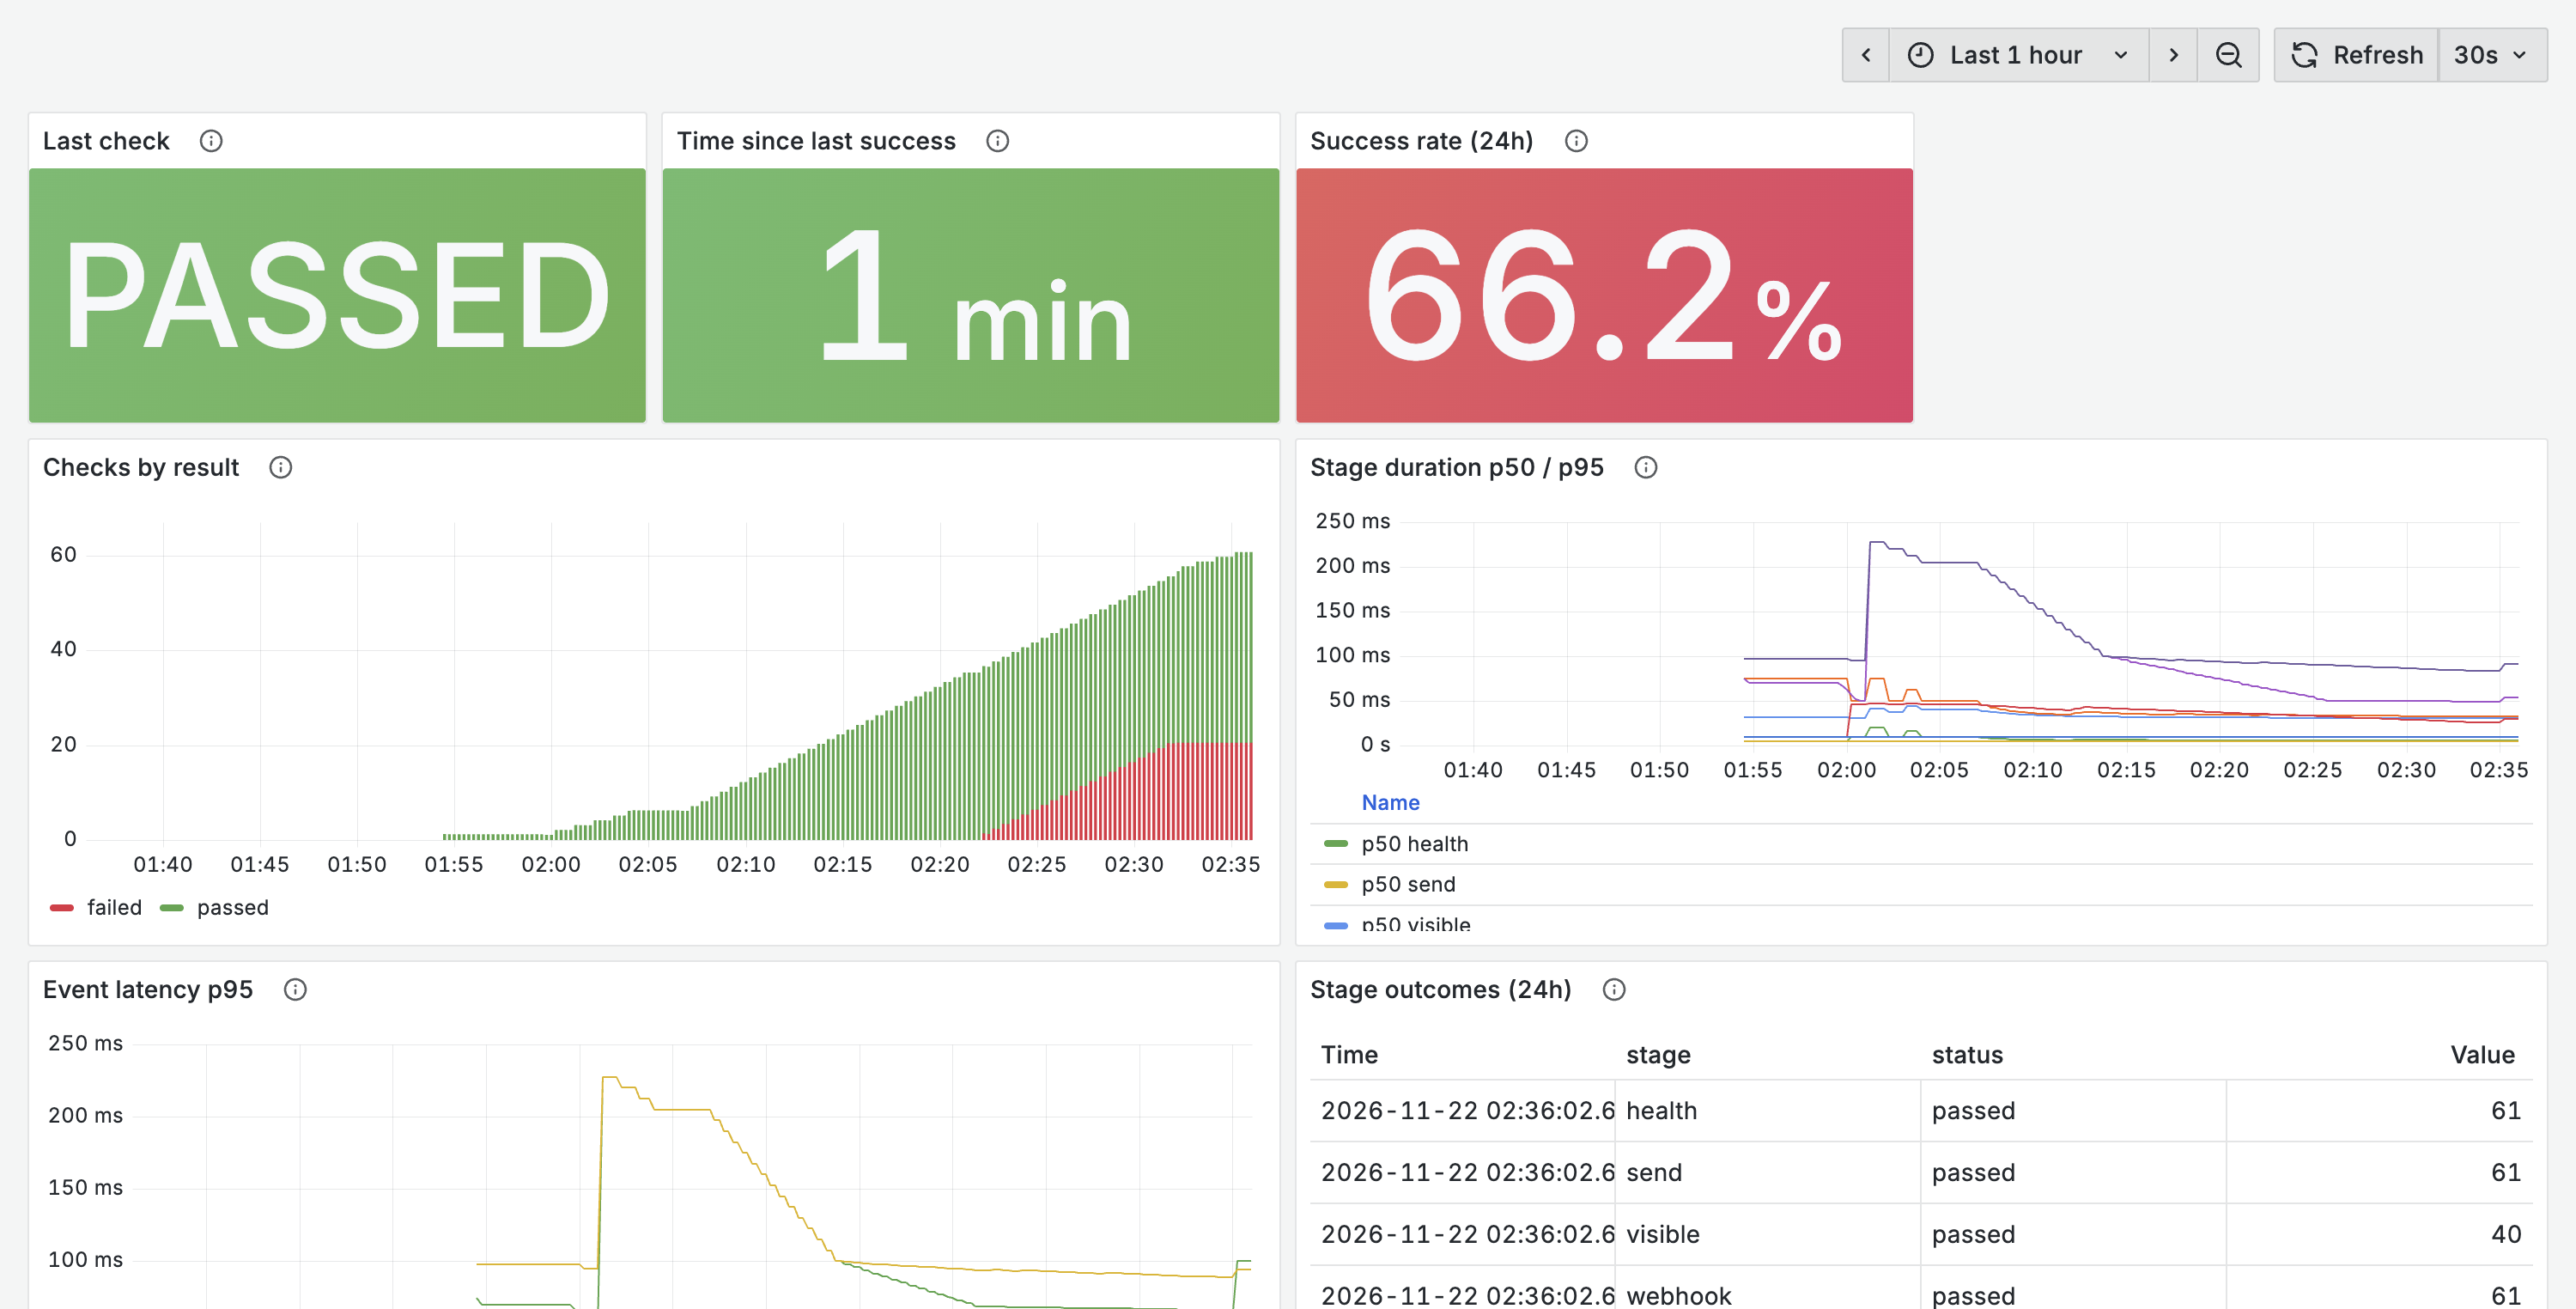 Last 1 hour
Refresh
30s
Last check
Time since last success
Success rate (24h)
PASSED
1 min
66.2%
Checks by result
60
40
20
0
01:40 01:45 01:50 01:55 02:00 02:05 02:10 02:15 02:20 02:25 02:30 02:35
failed passed
Stage duration p50 / p95
250 ms
200 ms
150 ms
100 ms
50 ms
0 s
01:40 01:45 01:50 01:55 02:00 02:05 02:10 02:15 02:20 02:25 02:30 02:35
Name
p50 health
p50 send
p50 visible
Event latency p95
250 ms
200 ms
150 ms
100 ms
Stage outcomes (24h)
Time stage status Value
2026-11-22 02:36:02.6 health passed 61
2026-11-22 02:36:02.6 send passed 61
2026-11-22 02:36:02.6 visible passed 40
2026-11-22 02:36:02.6 webhook passed 61